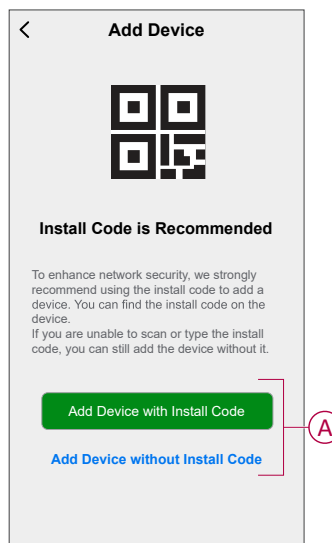 Add Device
Install Code is Recommended
To enhance network security, we strongly
recommend using the install code to add a
device. You can find the install code on the
device.
If you are unable to scan or type the install
code, you can still add the device without it.
Add Device with Install Code
A
Add Device without Install Code